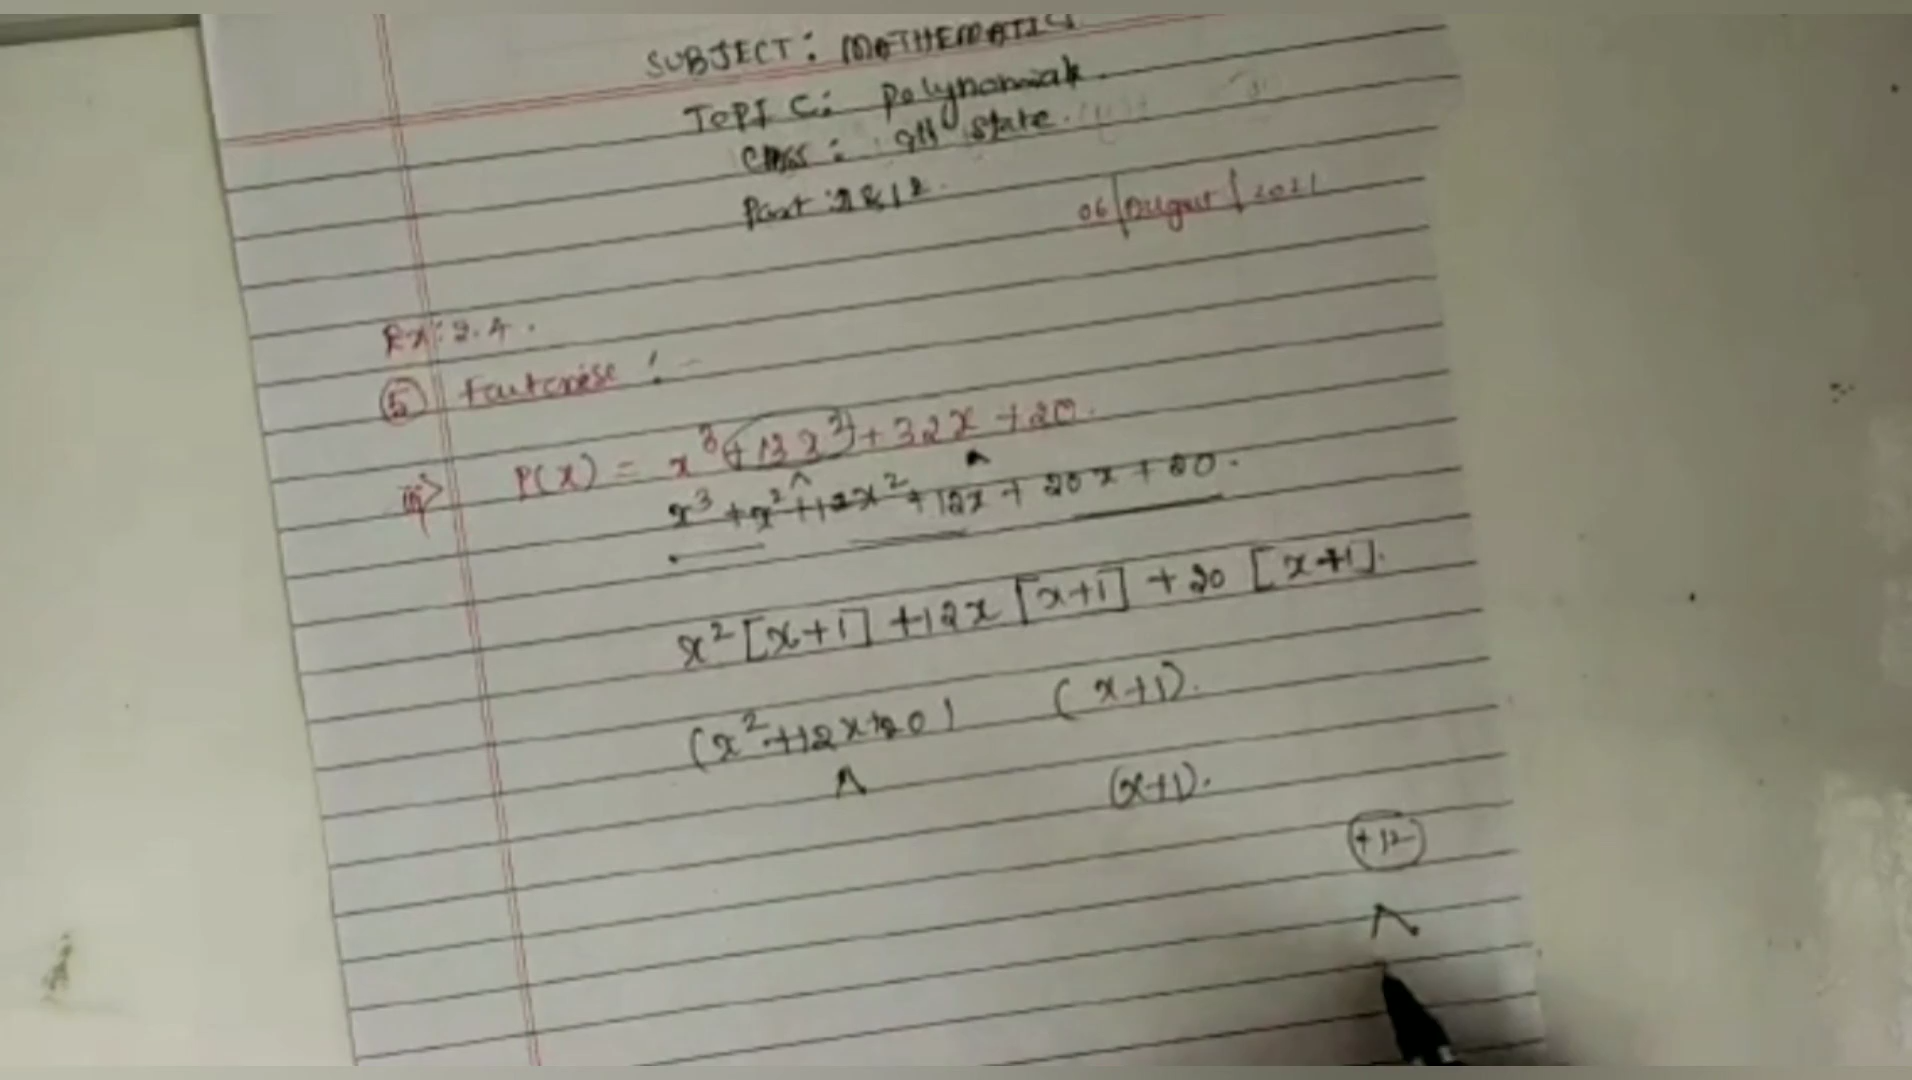 SUBJECT: MATHEMATICS
TOPIC: Polynomials.
Class: 9th state.
Part:
06/August/2021
Ex: 2.4.
(5) Factorise:-
iii> P(x) = x³+13x²+32x+20.
x³+x²+12x²+12x+20x+20.
x²[x+1]+12x[x+1]+20[x+1].
(x²+12x+20) (x+1).
(x+1).
+12